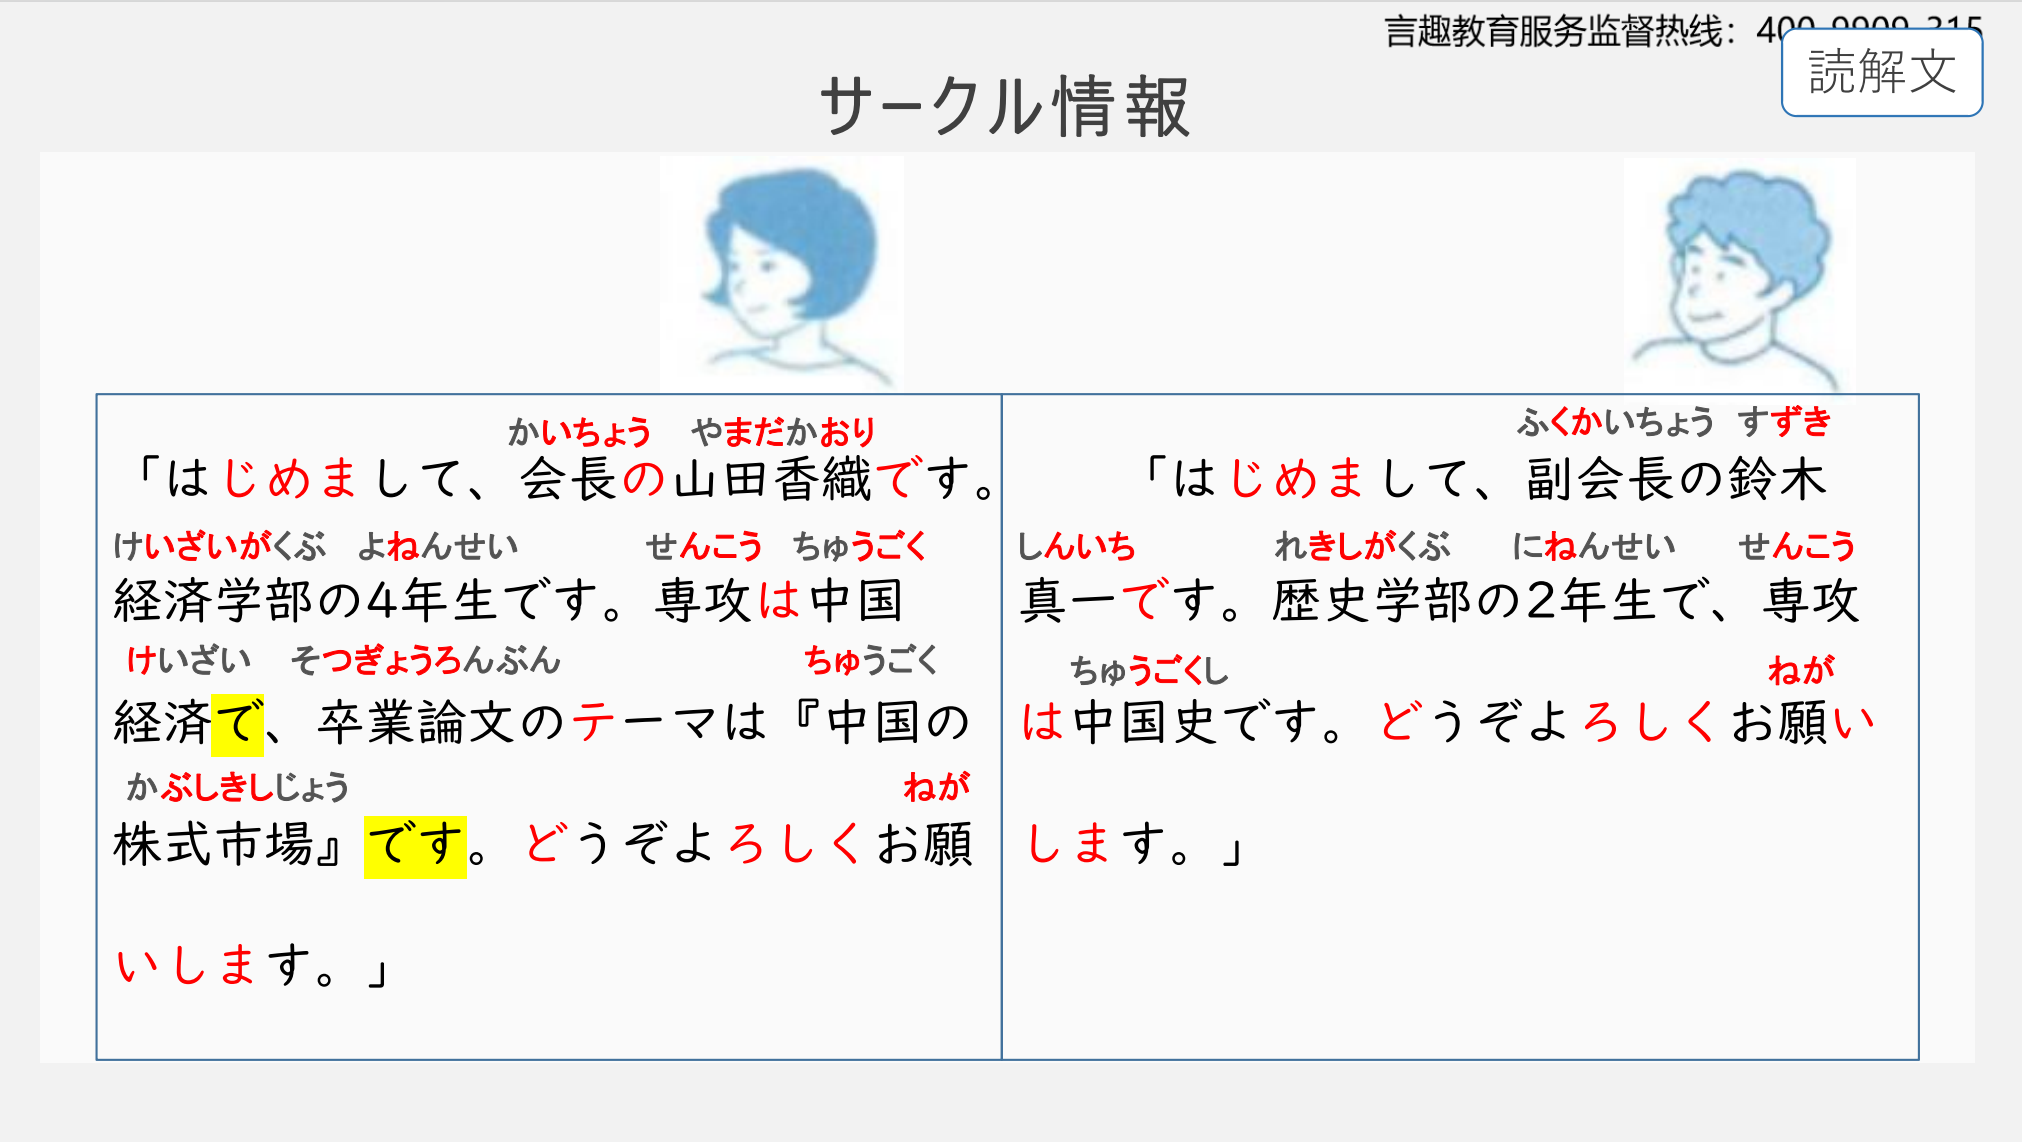 言趣教育服务监督热线：400-9909-315
読解文
サークル情報
かいちょう　やまだかおり
「はじめまして、会長の山田香織です。
けいざいがくぶ　よねんせい　せんこう　ちゅうごく
経済学部の4年生です。専攻は中国
けいざい　そつぎょうろんぶん　ちゅうごく
経済で、卒業論文のテーマは『中国の
かぶしきしじょう　ねが
株式市場』です。どうぞよろしくお願
いします。」
ふくかいちょう　すずき
「はじめまして、副会長の鈴木
しんいち　れきしがくぶ　にねんせい　せんこう
真一です。歴史学部の2年生で、専攻
ちゅうごくし　ねが
は中国史です。どうぞよろしくお願い
します。」